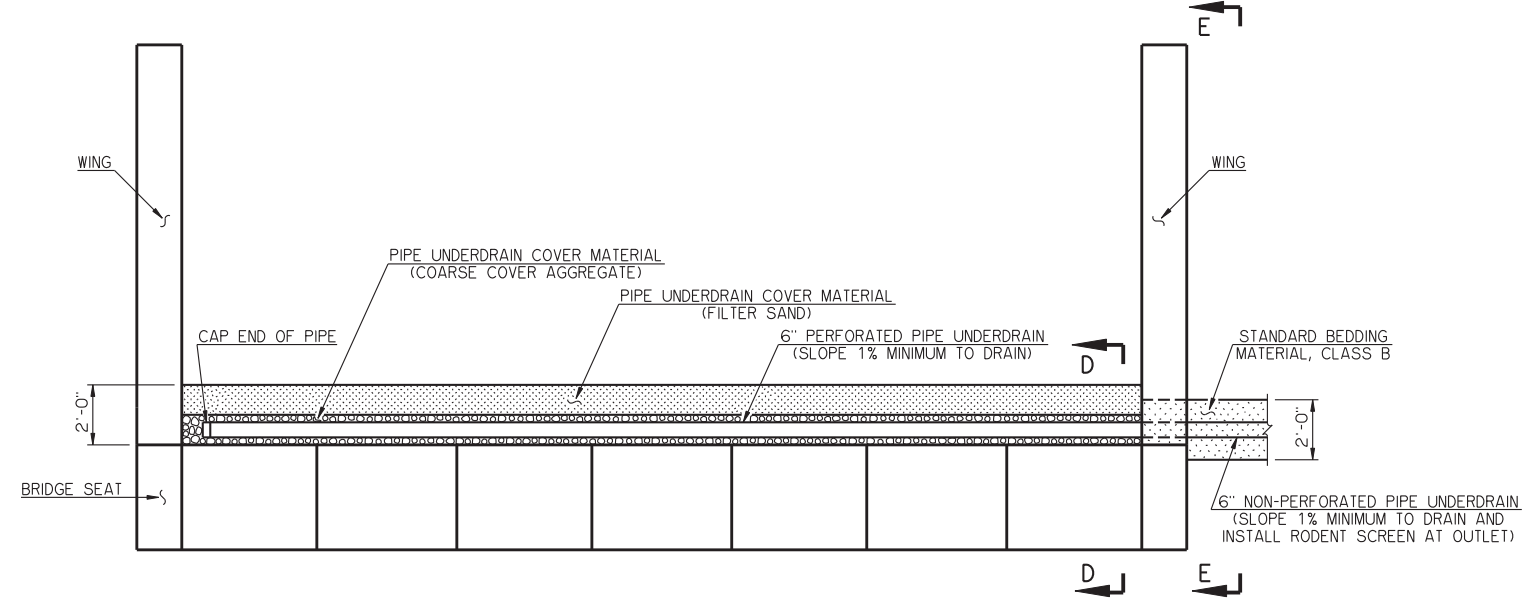 E
WING
WING
PIPE UNDERDRAIN COVER MATERIAL
(COARSE COVER AGGREGATE)
PIPE UNDERDRAIN COVER MATERIAL
(FILTER SAND)
CAP END OF PIPE
6" PERFORATED PIPE UNDERDRAIN
(SLOPE 1% MINIMUM TO DRAIN)
D
STANDARD BEDDING
MATERIAL, CLASS B
2'-0"
2'-0"
BRIDGE SEAT
6" NON-PERFORATED PIPE UNDERDRAIN
(SLOPE 1% MINIMUM TO DRAIN AND
INSTALL RODENT SCREEN AT OUTLET)
D
E